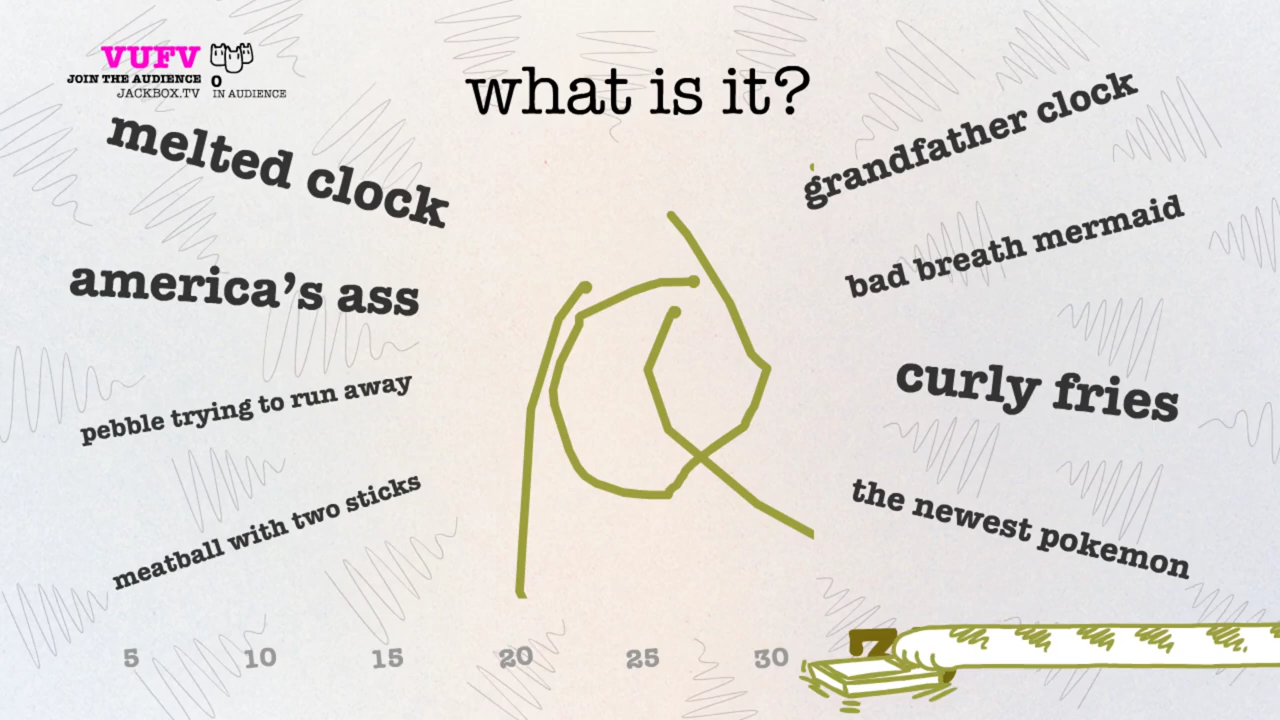 VUFV
JOIN THE AUDIENCE
JACKBOX.TV
0
IN AUDIENCE
what is it?
melted clock
america's ass
pebble trying to run away
meatball with two sticks
grandfather clock
bad breath mermaid
curly fries
the newest pokemon
5 10 15 20 25 30